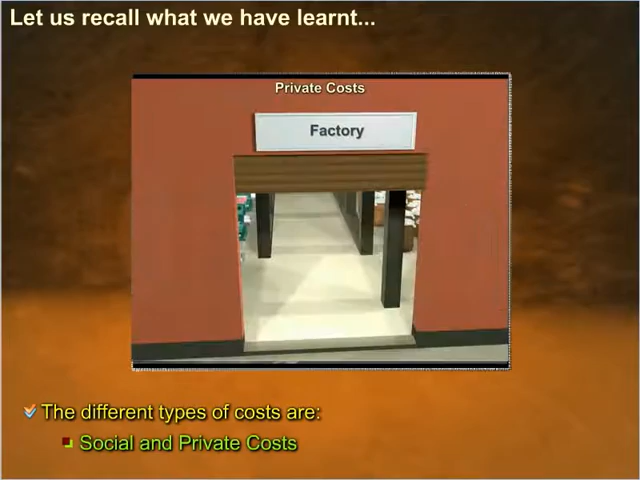 Let us recall what we have learnt...
Private Costs
Factory
The different types of costs are:
Social and Private Costs